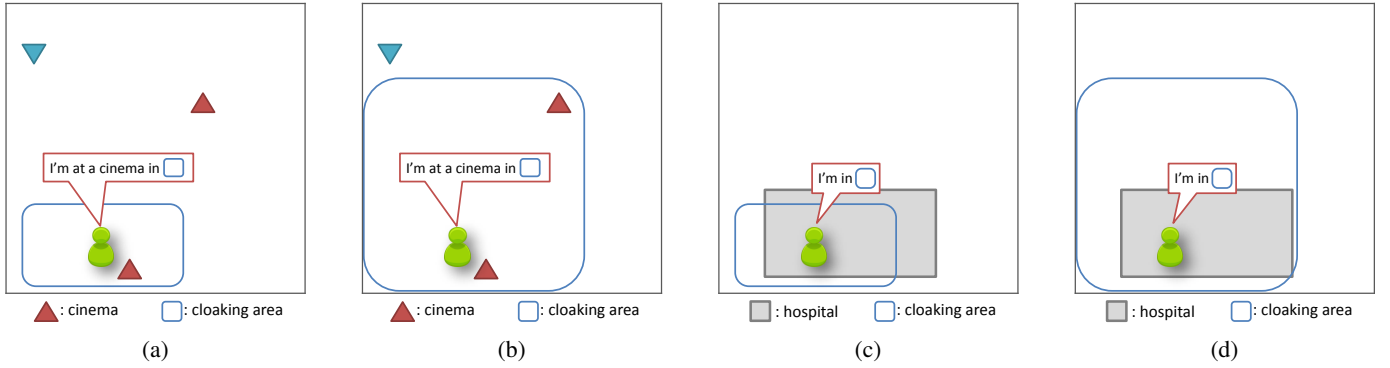 I'm at a cinema in
: cinema
: cloaking area
(a)
I'm at a cinema in
: cinema
: cloaking area
(b)
I'm in
: hospital
: cloaking area
(c)
I'm in
: hospital
: cloaking area
(d)